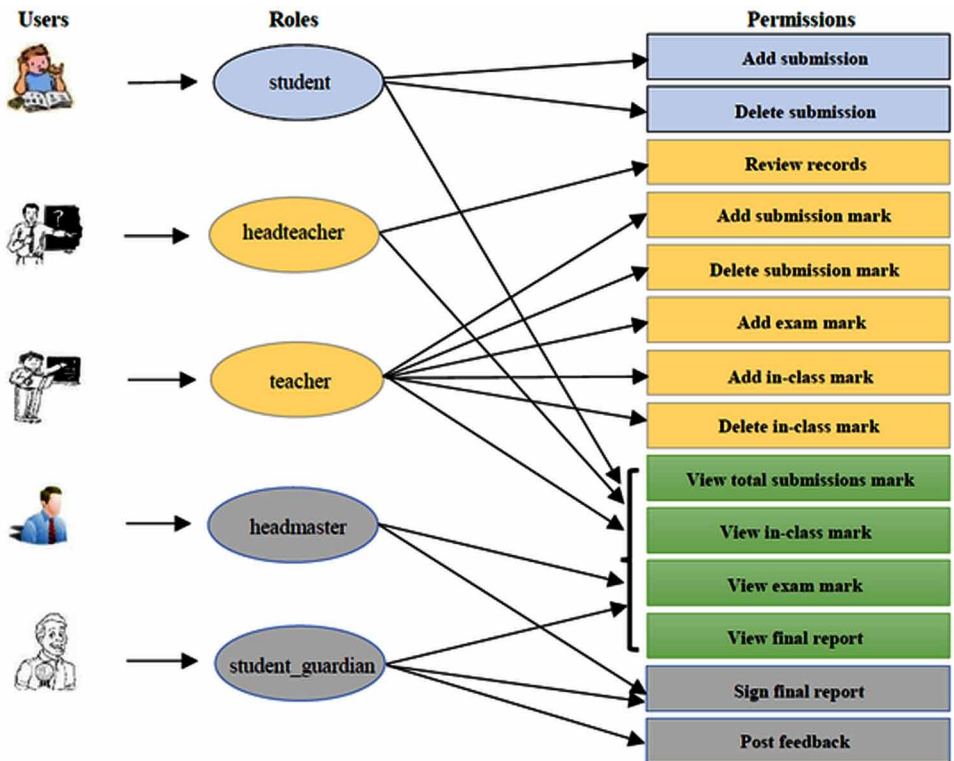 Users
Roles
Permissions
student
headteacher
teacher
headmaster
student_guardian
Add submission
Delete submission
Review records
Add submission mark
Delete submission mark
Add exam mark
Add in-class mark
Delete in-class mark
View total submissions mark
View in-class mark
View exam mark
View final report
Sign final report
Post feedback
?